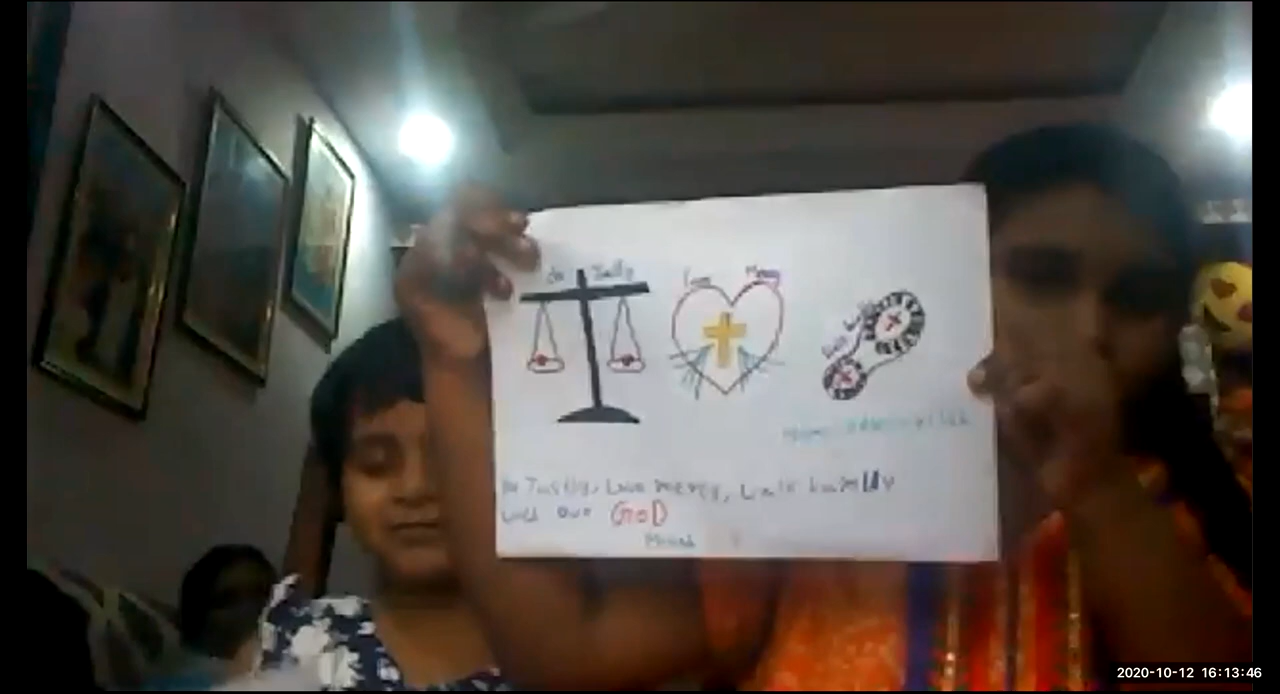 do Justly
Love Mercy
Do Justly, Love mercy, Walk humbly
with our GOD
Micah
2020-10-12 16:13:46